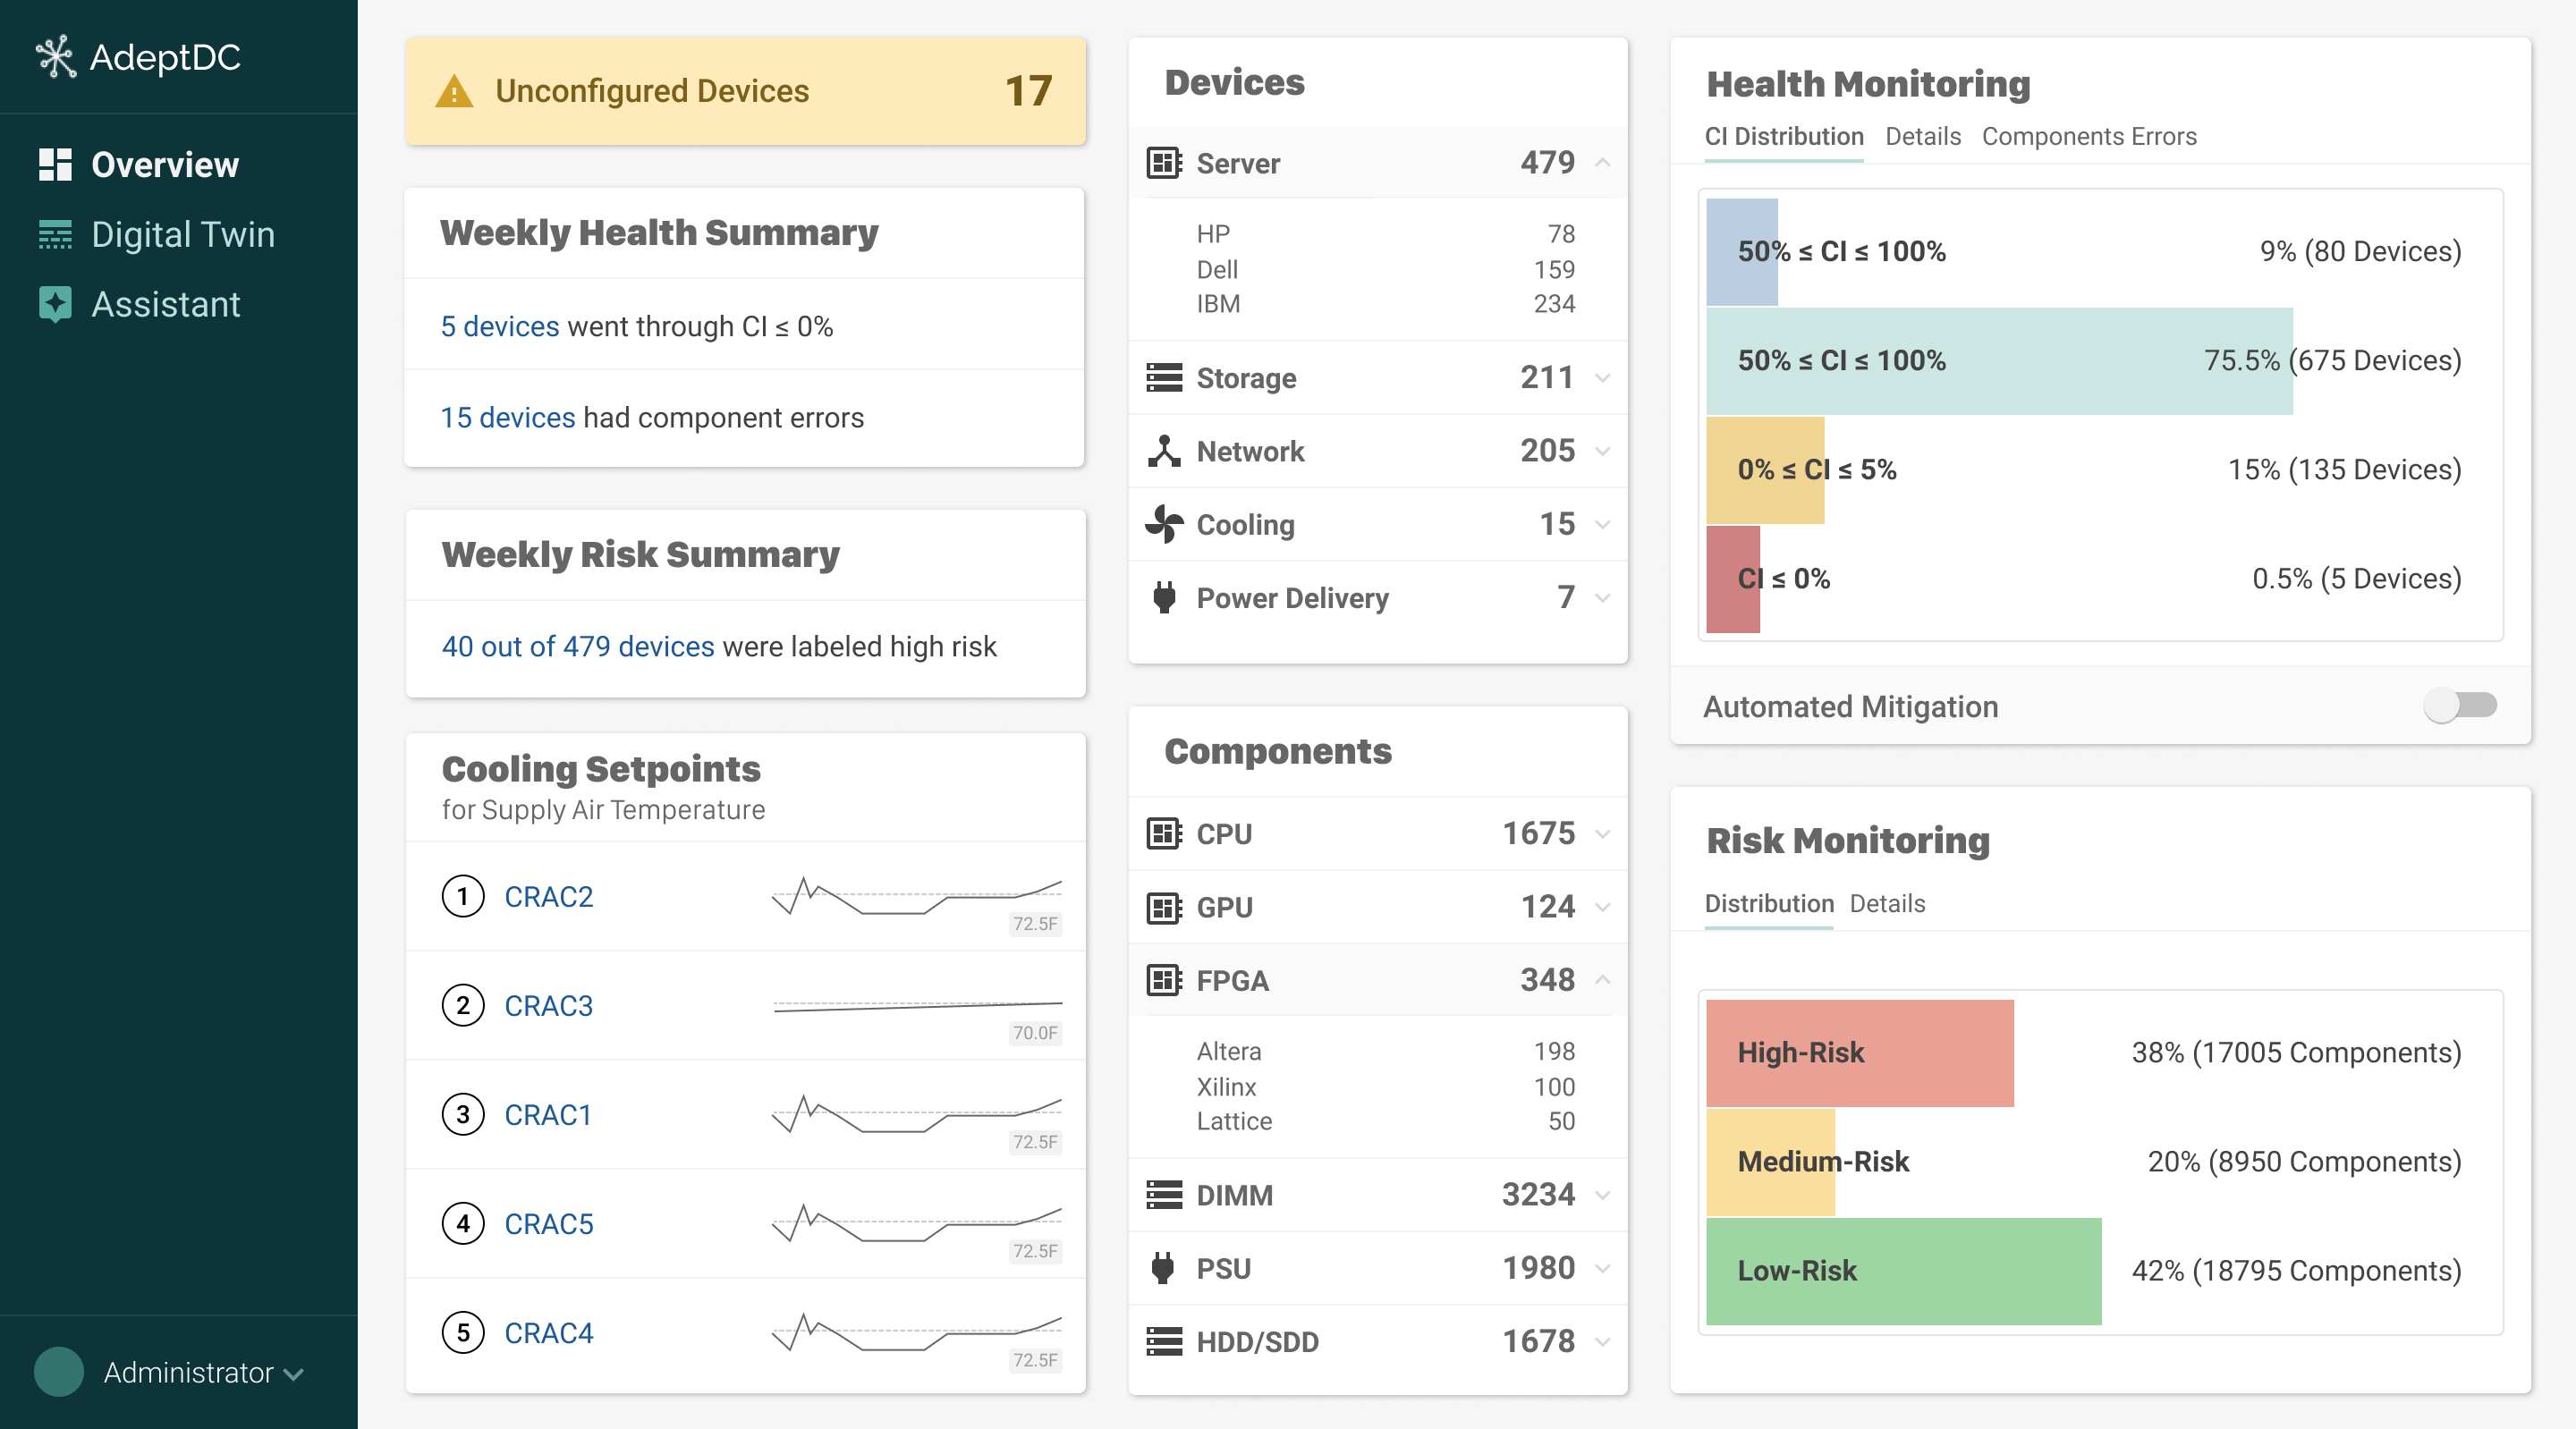 AdeptDC
Overview
Digital Twin
Assistant
Administrator
Unconfigured Devices 17
Weekly Health Summary
5 devices went through CI ≤ 0%
15 devices had component errors
Weekly Risk Summary
40 out of 479 devices were labeled high risk
Cooling Setpoints
for Supply Air Temperature
1 CRAC2
72.5F
2 CRAC3
70.0F
3 CRAC1
72.5F
4 CRAC5
72.5F
5 CRAC4
72.5F
Devices
Server 479
HP 78
Dell 159
IBM 234
Storage 211
Network 205
Cooling 15
Power Delivery 7
Components
CPU 1675
GPU 124
FPGA 348
Altera 198
Xilinx 100
Lattice 50
DIMM 3234
PSU 1980
HDD/SDD 1678
Health Monitoring
CI Distribution Details Components Errors
50% ≤ CI ≤ 100% 9% (80 Devices)
50% ≤ CI ≤ 100% 75.5% (675 Devices)
0% ≤ CI ≤ 5% 15% (135 Devices)
CI ≤ 0% 0.5% (5 Devices)
Automated Mitigation
Risk Monitoring
Distribution Details
High-Risk 38% (17005 Components)
Medium-Risk 20% (8950 Components)
Low-Risk 42% (18795 Components)